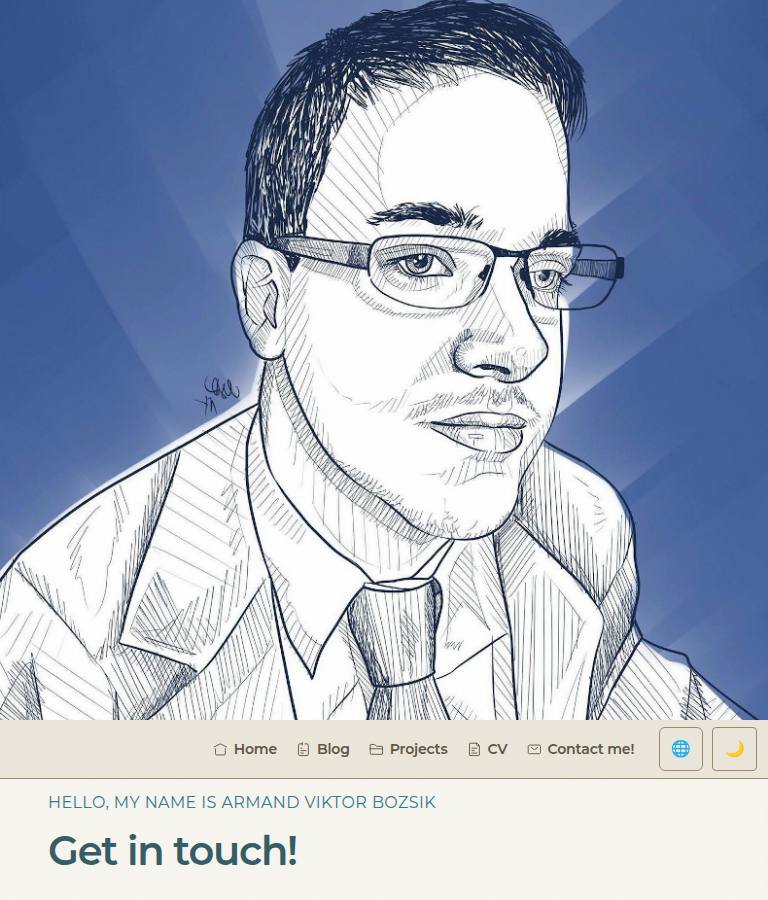 Home Blog Projects CV Contact me!
HELLO, MY NAME IS ARMAND VIKTOR BOZSIK
Get in touch!